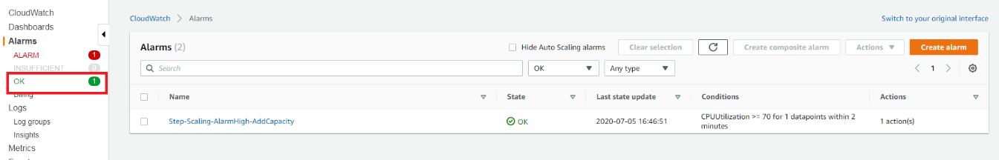 CloudWatch
Dashboards
Alarms
ALARM 1
INSUFFICIENT 0
OK 1
Billing
Logs
Log groups
Insights
Metrics
CloudWatch > Alarms
Switch to your original interface
Alarms (2)
Hide Auto Scaling alarms
Clear selection
Create composite alarm
Actions
Create alarm
Search
OK
Any type
< 1 >
Name State Last state update Conditions Actions
Step-Scaling-AlarmHigh-AddCapacity OK 2020-07-05 16:46:51 CPUUtilization >= 70 for 1 datapoints within 2 1 action(s)
minutes